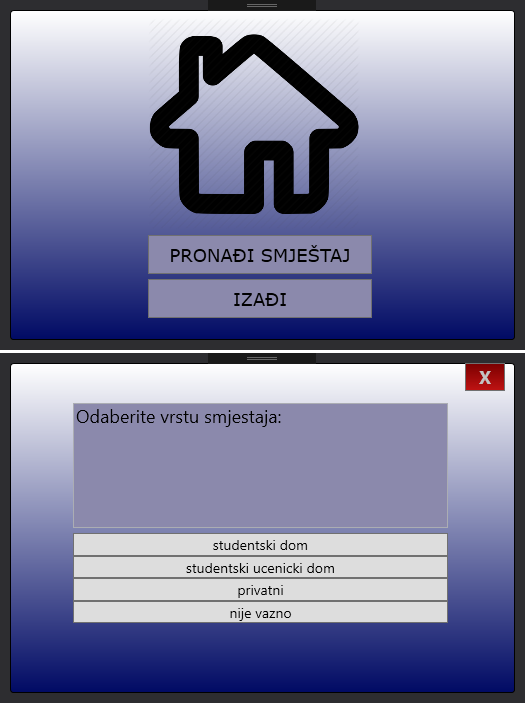 PRONAĐI SMJEŠTAJ
IZAĐI
X
Odaberite vrstu smjestaja:
studentski dom
studentski ucenicki dom
privatni
nije vazno